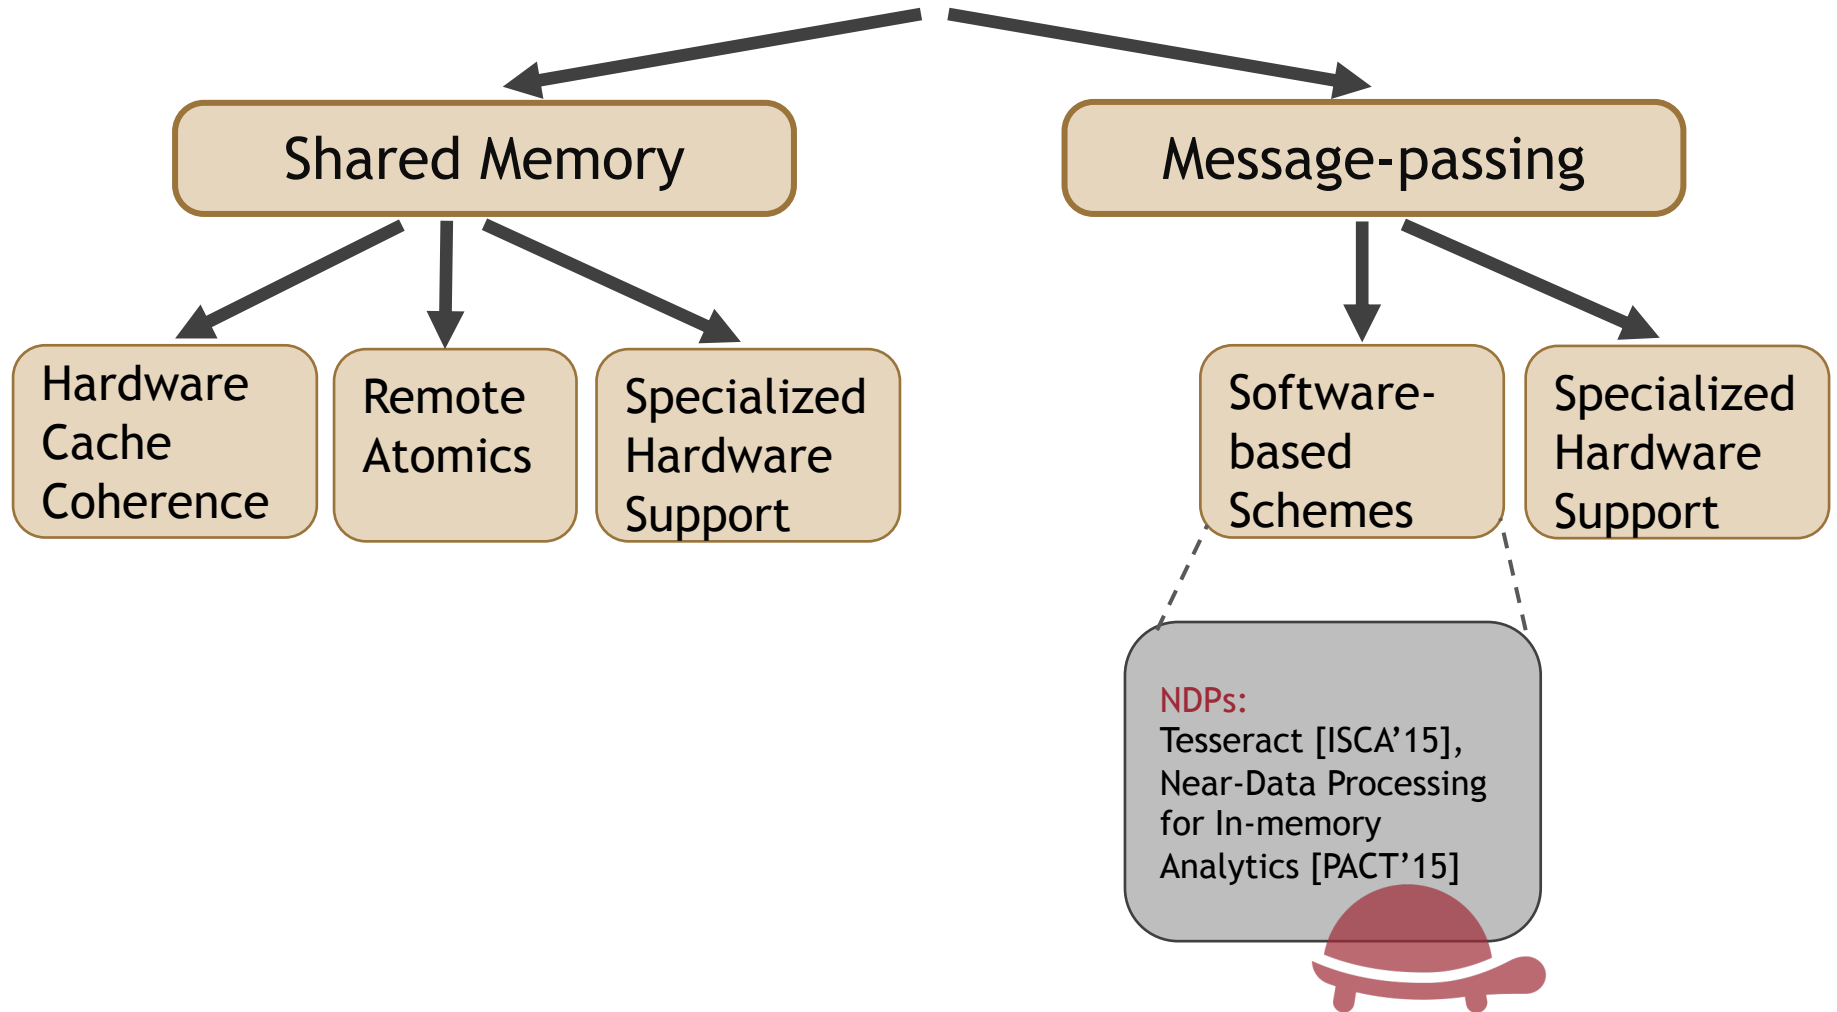 Shared Memory
Message-passing
Hardware
Cache
Coherence
Remote
Atomics
Specialized
Hardware
Support
Software-
based
Schemes
Specialized
Hardware
Support
NDPs:
Tesseract [ISCA’15],
Near-Data Processing
for In-memory
Analytics [PACT’15]